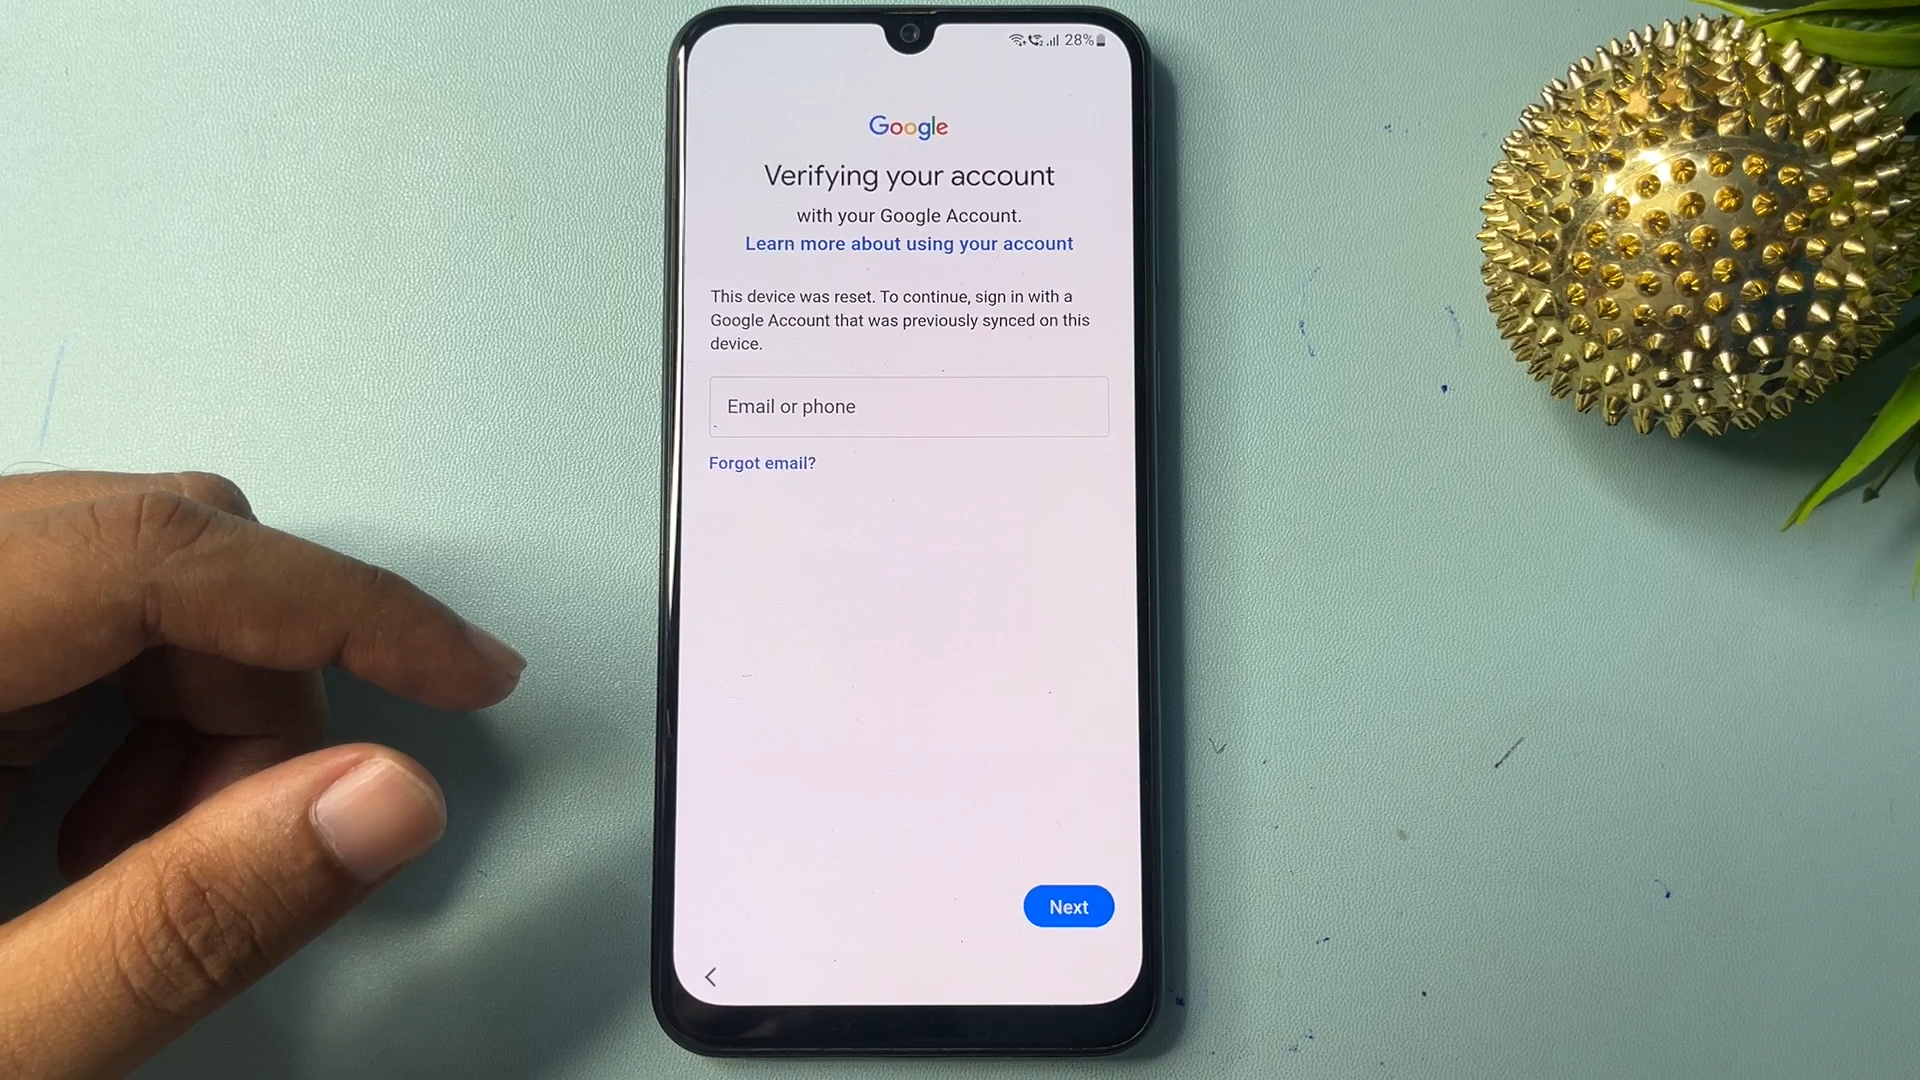 28%
Google
Verifying your account
with your Google Account.
Learn more about using your account
This device was reset. To continue, sign in with a
Google Account that was previously synced on this
device.
Email or phone
Forgot email?
Next